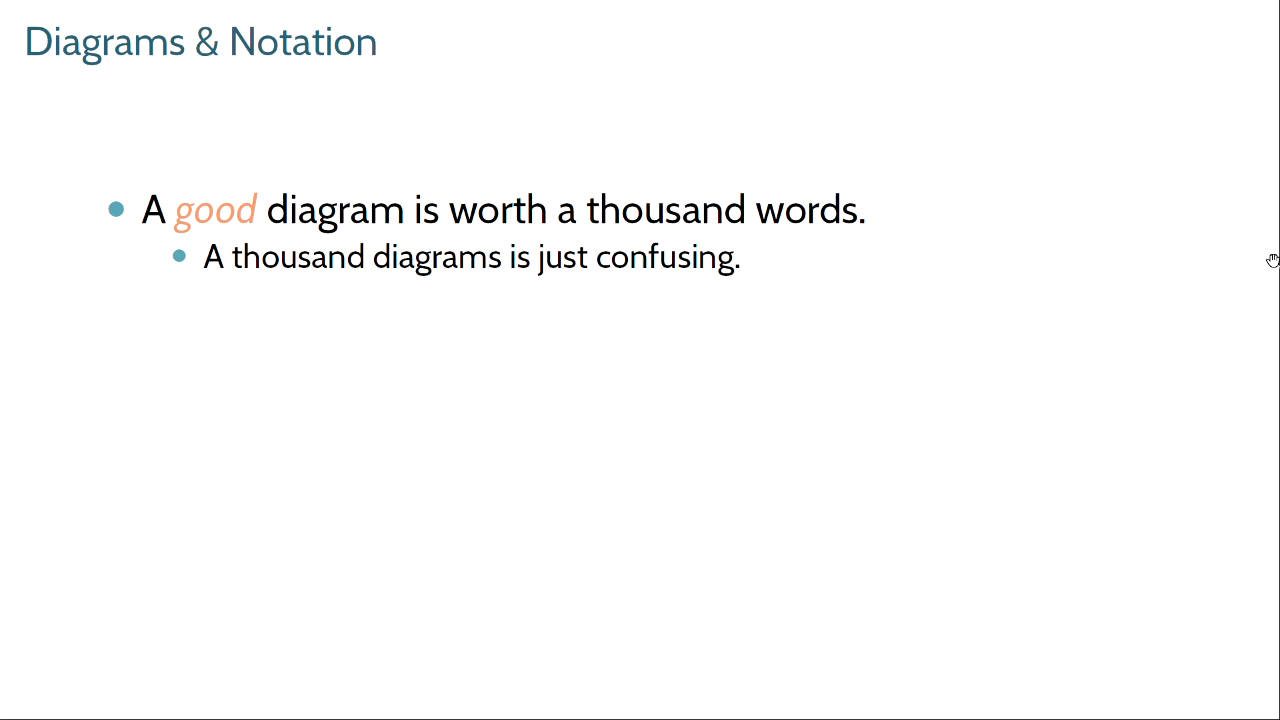 Diagrams & Notation
A good diagram is worth a thousand words.
A thousand diagrams is just confusing.